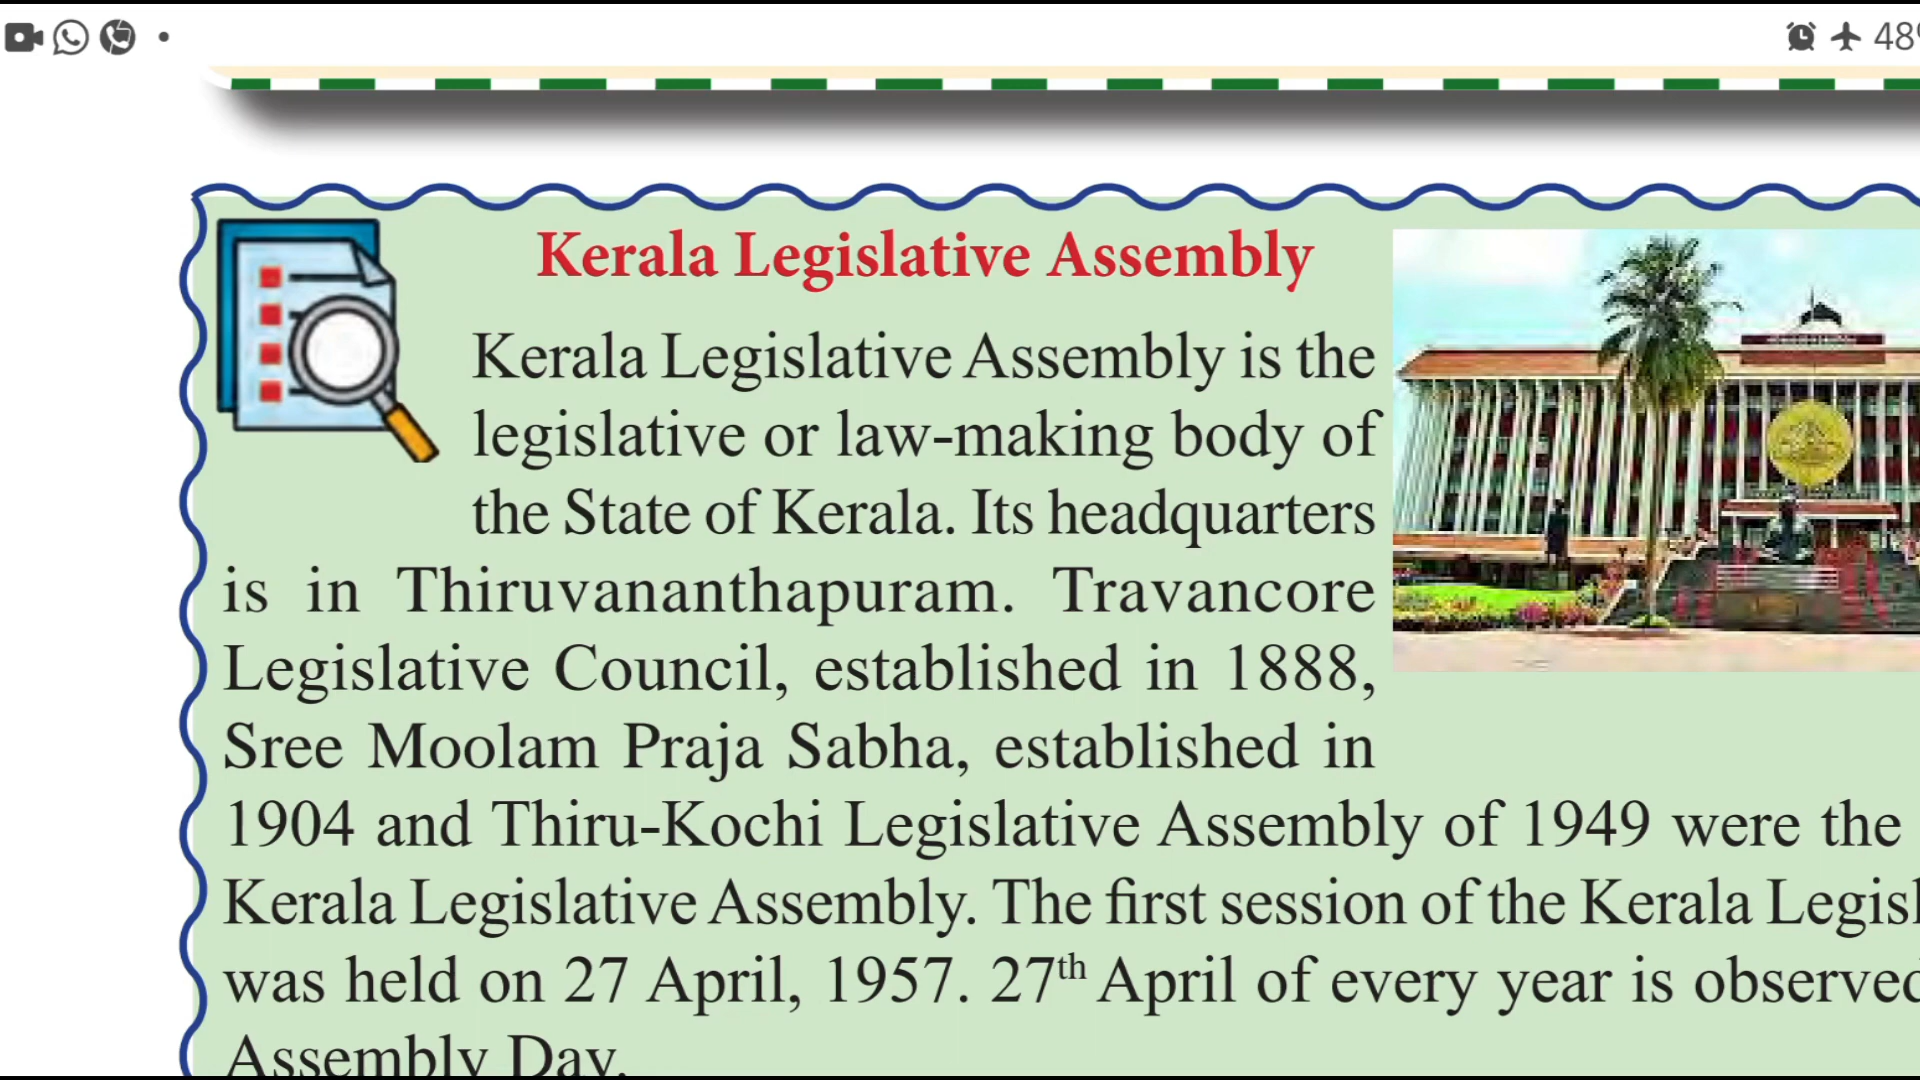 48
Kerala Legislative Assembly
Kerala Legislative Assembly is the
legislative or law-making body of
the State of Kerala. Its headquarters
is in Thiruvananthapuram. Travancore
Legislative Council, established in 1888,
Sree Moolam Praja Sabha, established in
1904 and Thiru-Kochi Legislative Assembly of 1949 were the
Kerala Legislative Assembly. The first session of the Kerala Legisl
was held on 27 April, 1957. 27th April of every year is observed
Assembly Day.